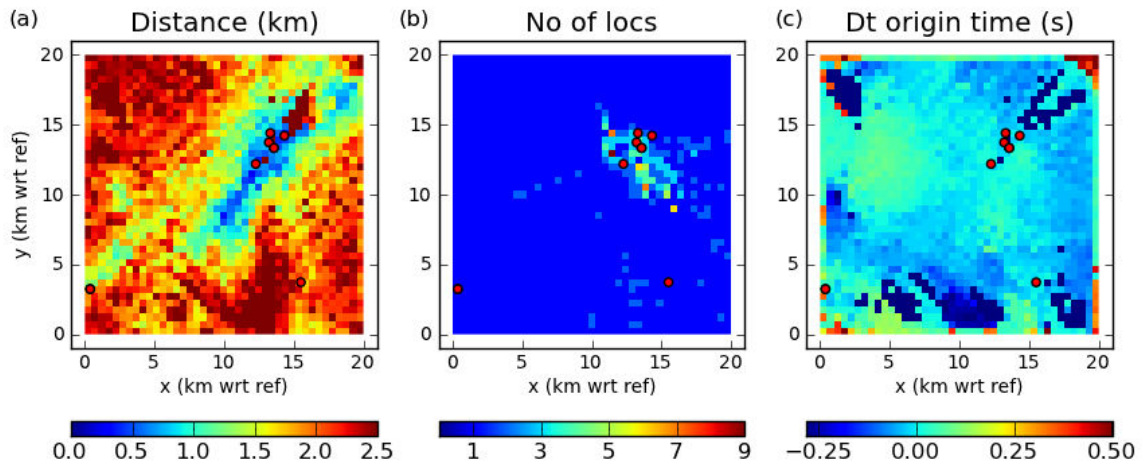 (a) Distance (km) (b) No of locs (c) Dt origin time (s)
20 20 20
15 15 15
10 10 10
5 5 5
0 0 0
y (km wrt ref)
0 5 10 15 20 0 5 10 15 20 0 5 10 15 20
x (km wrt ref) x (km wrt ref) x (km wrt ref)
0.0 0.5 1.0 1.5 2.0 2.5 1 3 5 7 9 −0.25 0.00 0.25 0.50